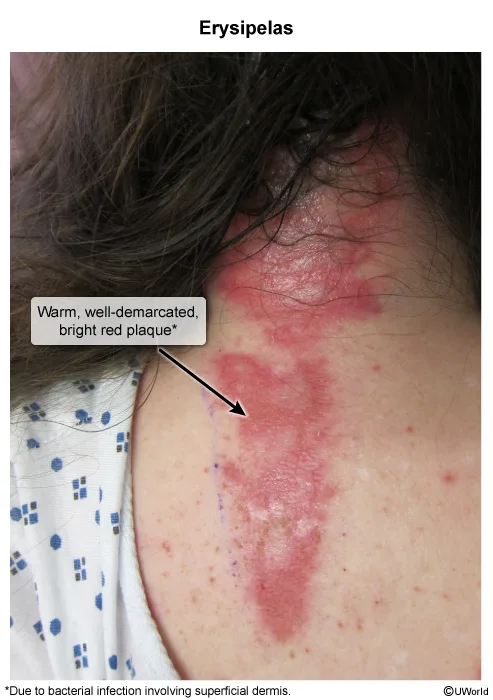 Erysipelas
Warm, well-demarcated,
bright red plaque*
*Due to bacterial infection involving superficial dermis.
©UWorld